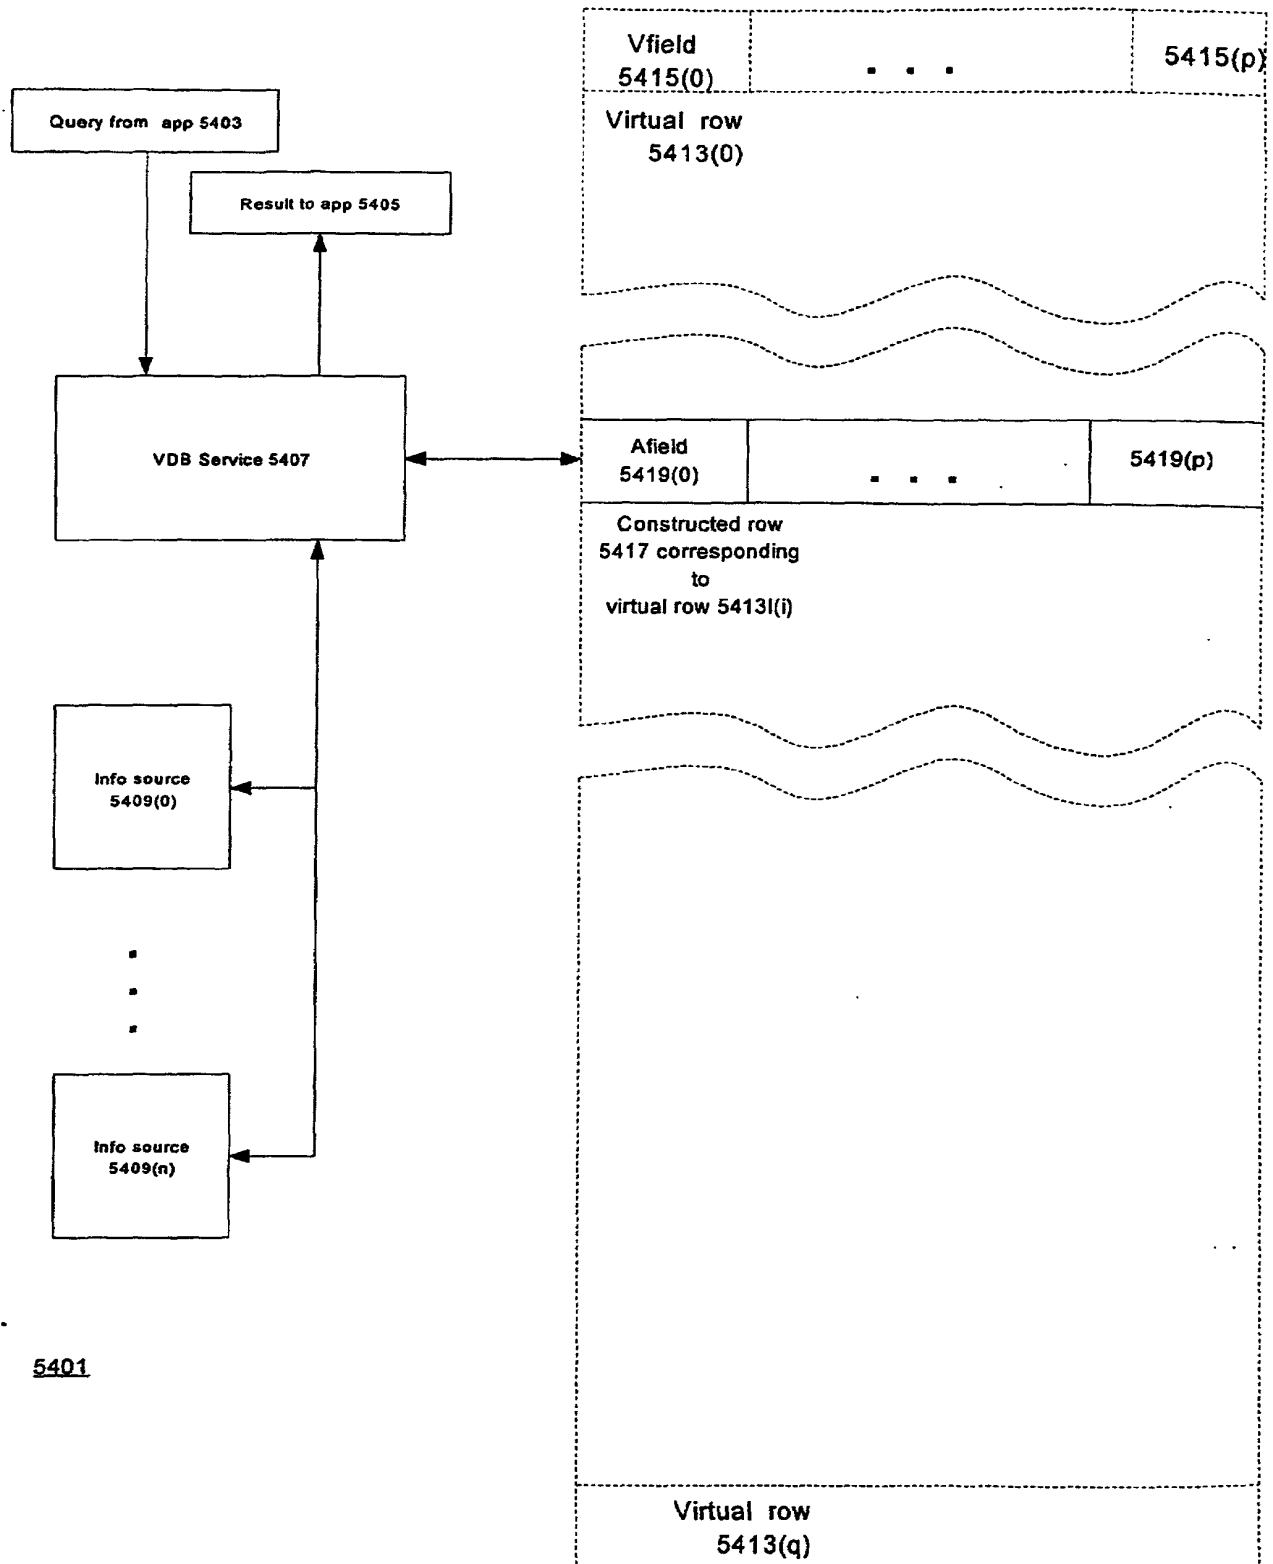 Query from app 5403
Result to app 5405
VDB Service 5407
Info source
5409(0)
Info source
5409(n)
5401
Vfield
5415(0)
. . .
5415(p)
Virtual row
5413(0)
Afield
5419(0)
. . .
5419(p)
Constructed row
5417 corresponding
to
virtual row 5413l(i)
Virtual row
5413(q)